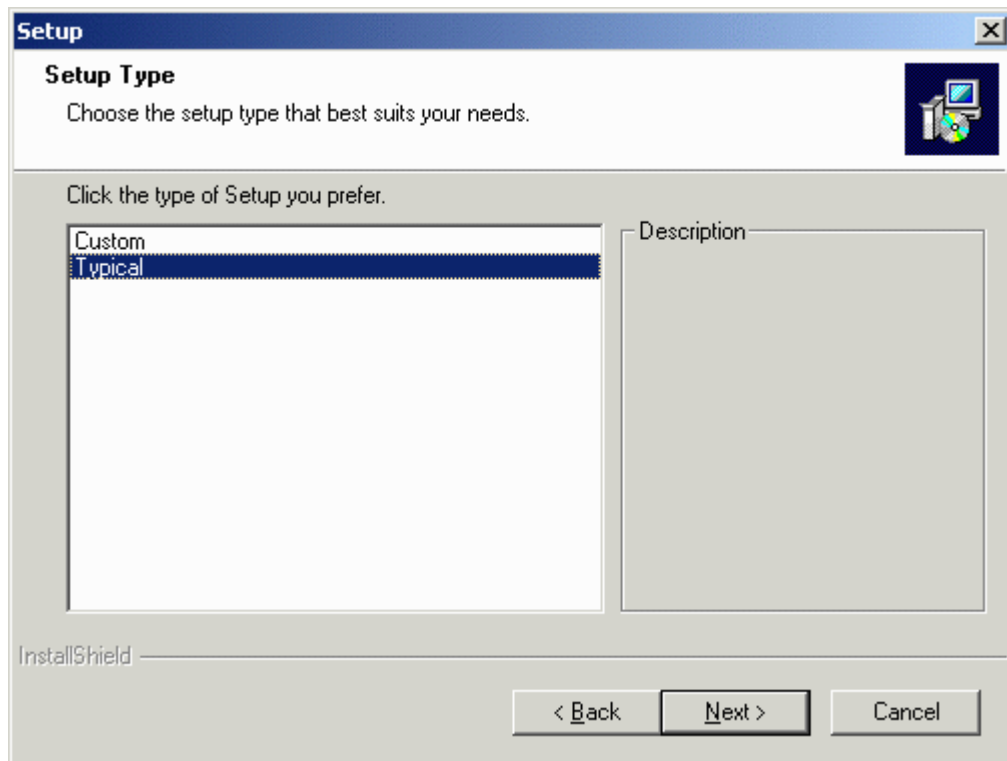 Setup
Setup Type
Choose the setup type that best suits your needs.
Click the type of Setup you prefer.
Custom
Typical
Description
InstallShield
< Back
Next >
Cancel